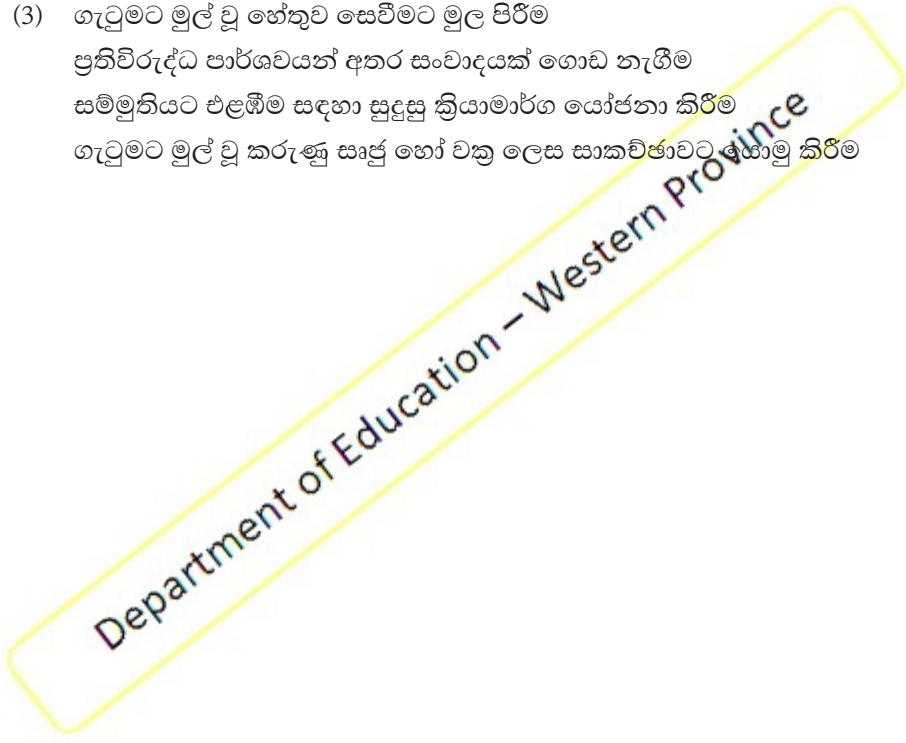 (3) ගැටුමට මුල් වූ හේතුව සෙවීමට මුල පිරීම
ප්‍රතිවිරුද්ධ පාර්ශවයන් අතර සංවාදයක් ගොඩ නැගීම
සම්මුතියට එළඹීම සඳහා සුදුසු ක්‍රියාමාර්ග යෝජනා කිරීම
ගැටුමට මුල් වූ කරුණු සෘජු හෝ වක්‍ර ලෙස සාකච්ඡාවට යොමු කිරීම
Department of Education – Western Province